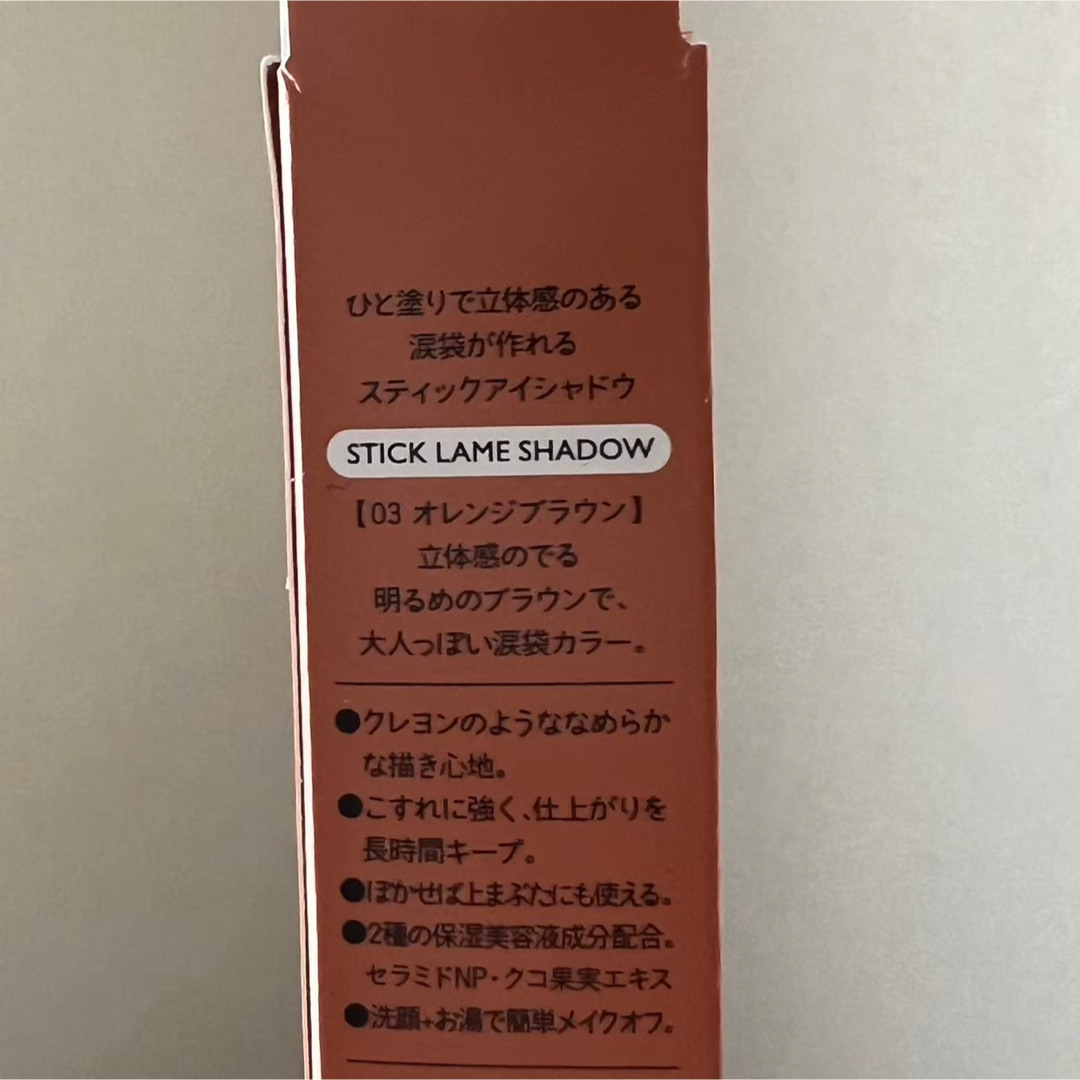 ひと塗りで立体感のある
涙袋が作れる
スティックアイシャドウ
STICK LAME SHADOW
【03 オレンジブラウン】
立体感のでる
明るめのブラウンで、
大人っぽい涙袋カラー。
●クレヨンのようななめらか
な描き心地。
●こすれに強く、仕上がりを
長時間キープ。
●ぼかせば上まぶたにも使える。
●2種の保湿美容液成分配合。
セラミドNP・クコ果実エキス
●洗顔+お湯で簡単メイクオフ。